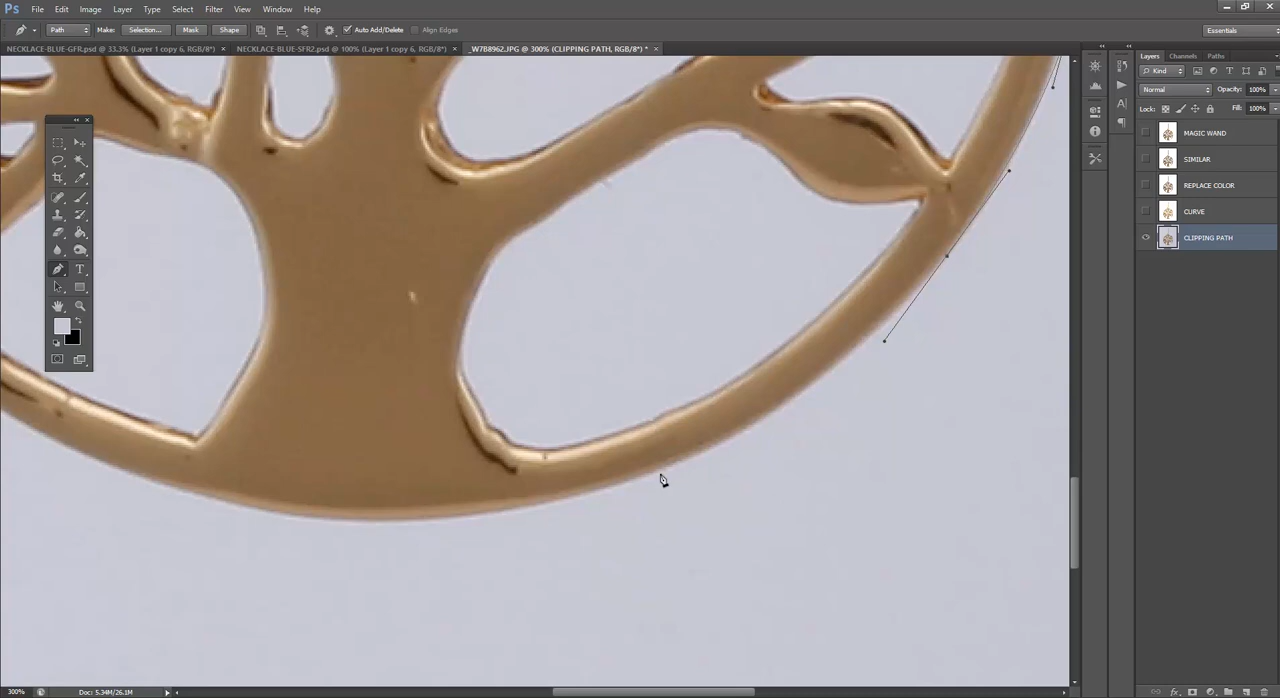 Ps File Edit Image Layer Type Select Filter View Window Help
Path Make: Selection... Mask Shape Auto Add/Delete Align Edges Essentials
NECKLACE-BLUE-GFR.psd @ 33.3% (Layer 1 copy 6, RGB/8*) × NECKLACE-BLUE-SFR2.psd @ 100% (Layer 1 copy 6, RGB/8*) × _W7B8962.JPG @ 300% (CLIPPING PATH, RGB/8*) * ×
Layers Channels Paths
Kind
Normal Opacity: 100%
Lock: Fill: 100%
MAGIC WAND
SIMILAR
REPLACE COLOR
CURVE
CLIPPING PATH
300% Doc: 5.34M/26.1M